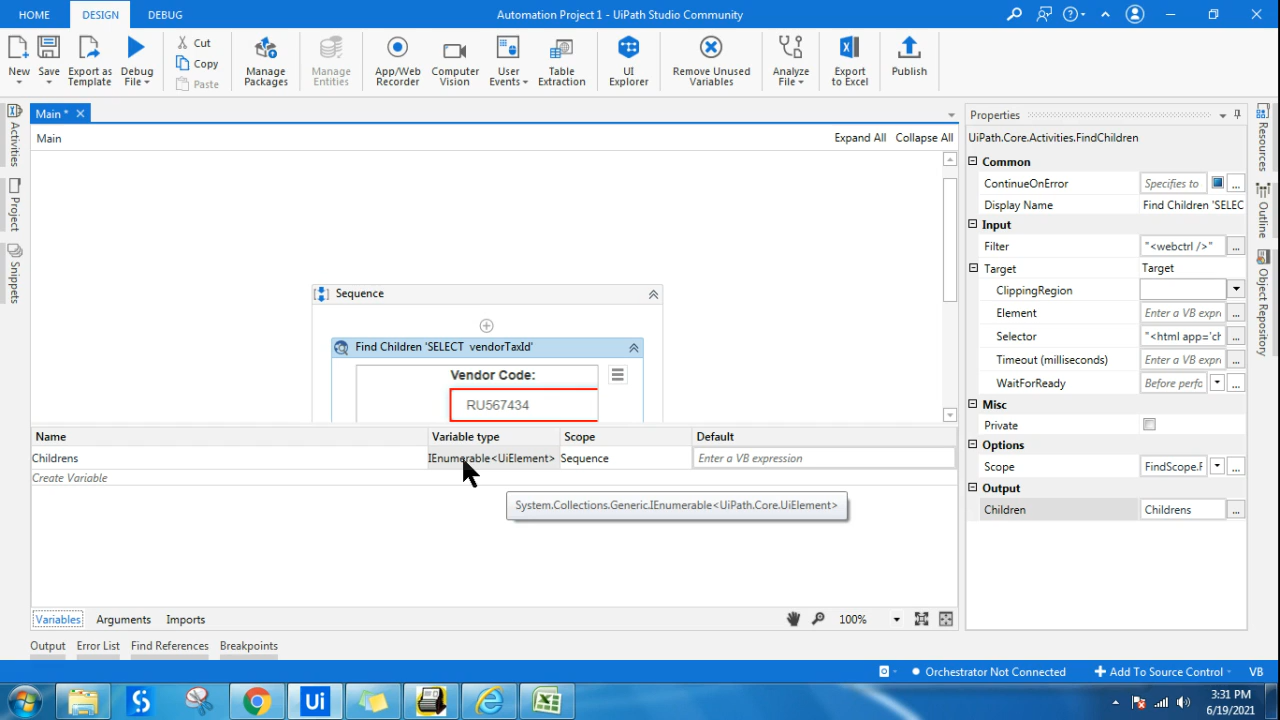 HOME DESIGN DEBUG Automation Project 1 - UiPath Studio Community
New Save Export as Template Debug File Cut Copy Paste Manage Packages Manage Entities App/Web Recorder Computer Vision User Events Table Extraction UI Explorer Remove Unused Variables Analyze File Export to Excel Publish
Main *
Main Expand All Collapse All
Activities
Project
Snippets
Sequence
Find Children 'SELECT vendorTaxId'
Vendor Code:
RU567434
Name Variable type Scope Default
Childrens IEnumerable<UiElement> Sequence Enter a VB expression
Create Variable
System.Collections.Generic.IEnumerable<UiPath.Core.UiElement>
Variables Arguments Imports 100%
Output Error List Find References Breakpoints
Properties
UiPath.Core.Activities.FindChildren
Common
ContinueOnError Specifies to ...
Display Name Find Children 'SELEC
Input
Filter "<webctrl />" ...
Target Target
ClippingRegion
Element Enter a VB expre ...
Selector "<html app='ch ...
Timeout (milliseconds) Enter a VB expre ...
WaitForReady Before perfo ...
Misc
Private
Options
Scope FindScope.F ...
Output
Children Childrens ...
Resources
Outline
Object Repository
Orchestrator Not Connected Add To Source Control VB
Ui
3:31 PM
6/19/2021